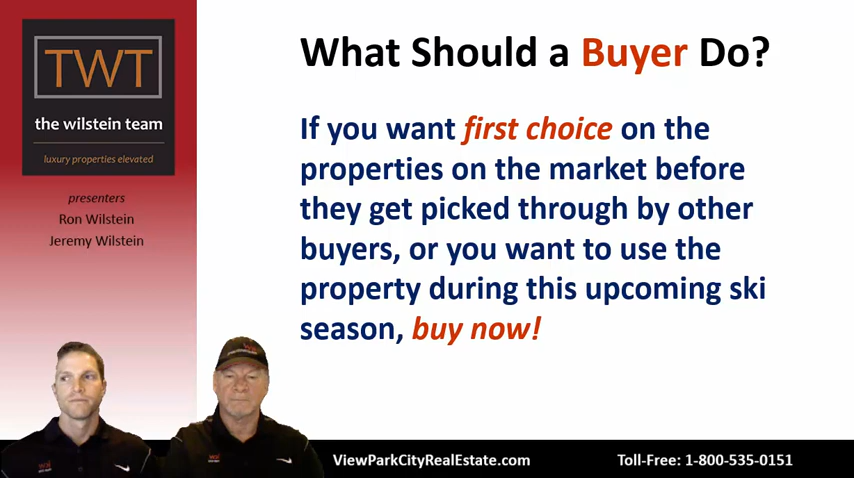 TWT
the wilstein team
luxury properties elevated
presenters
Ron Wilstein
Jeremy Wilstein
What Should a Buyer Do?
If you want first choice on the
properties on the market before
they get picked through by other
buyers, or you want to use the
property during this upcoming ski
season, buy now!
ViewParkCityRealEstate.com
Toll-Free: 1-800-535-0151